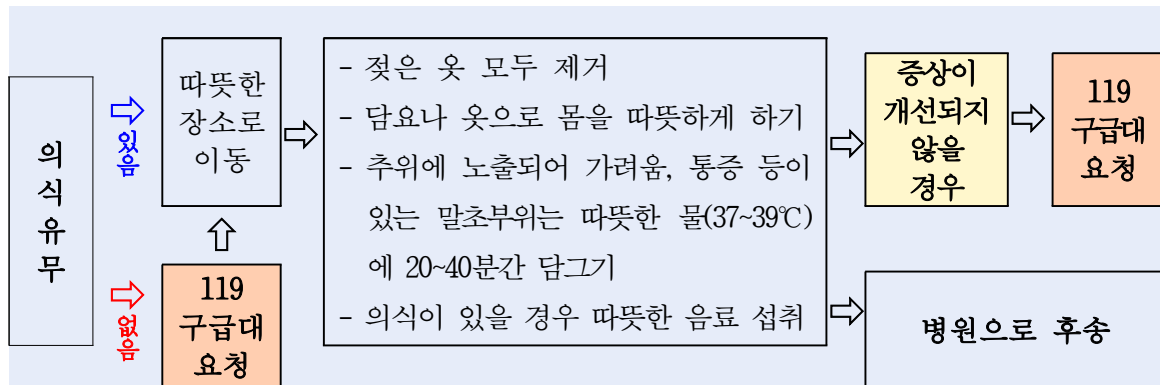 의
식
유
무
있음
없음
따뜻한
장소로
이동
119
구급대
요청
- 젖은 옷 모두 제거
- 담요나 옷으로 몸을 따뜻하게 하기
- 추위에 노출되어 가려움, 통증 등이
있는 말초부위는 따뜻한 물(37~39℃)
에 20~40분간 담그기
- 의식이 있을 경우 따뜻한 음료 섭취
증상이
개선되지
않을
경우
119
구급대
요청
병원으로 후송